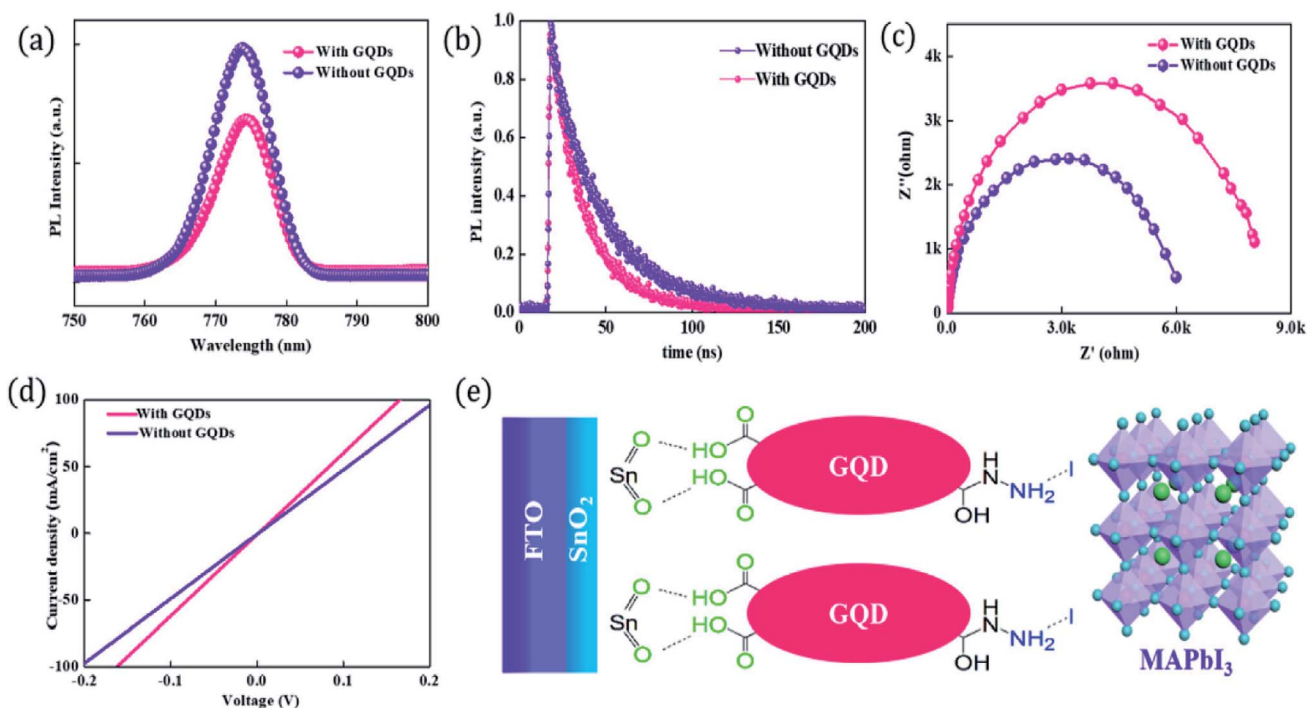 (a)
With GQDs
Without GQDs
PL Intensity (a.u.)
750 760 770 780 790 800
Wavelength (nm)
(b)
Without GQDs
With GQDs
PL intensity (a.u.)
1.0
0.8
0.6
0.4
0.2
0.0
0 50 100 150 200
time (ns)
(c)
With GQDs
Without GQDs
Z''(ohm)
4k
3k
2k
1k
0
0.0 3.0k 6.0k 9.0k
Z' (ohm)
(d)
With GQDs
Without GQDs
Current density (mA/cm²)
100
50
0
-50
-100
-0.2 -0.1 0.0 0.1 0.2
Voltage (V)
(e)
FTO
SnO₂
O
Sn
O
O
HO
HO
O
GQD
H
N
NH₂
I
OH
O
Sn
O
O
HO
HO
O
GQD
H
N
NH₂
I
OH
MAPbI₃